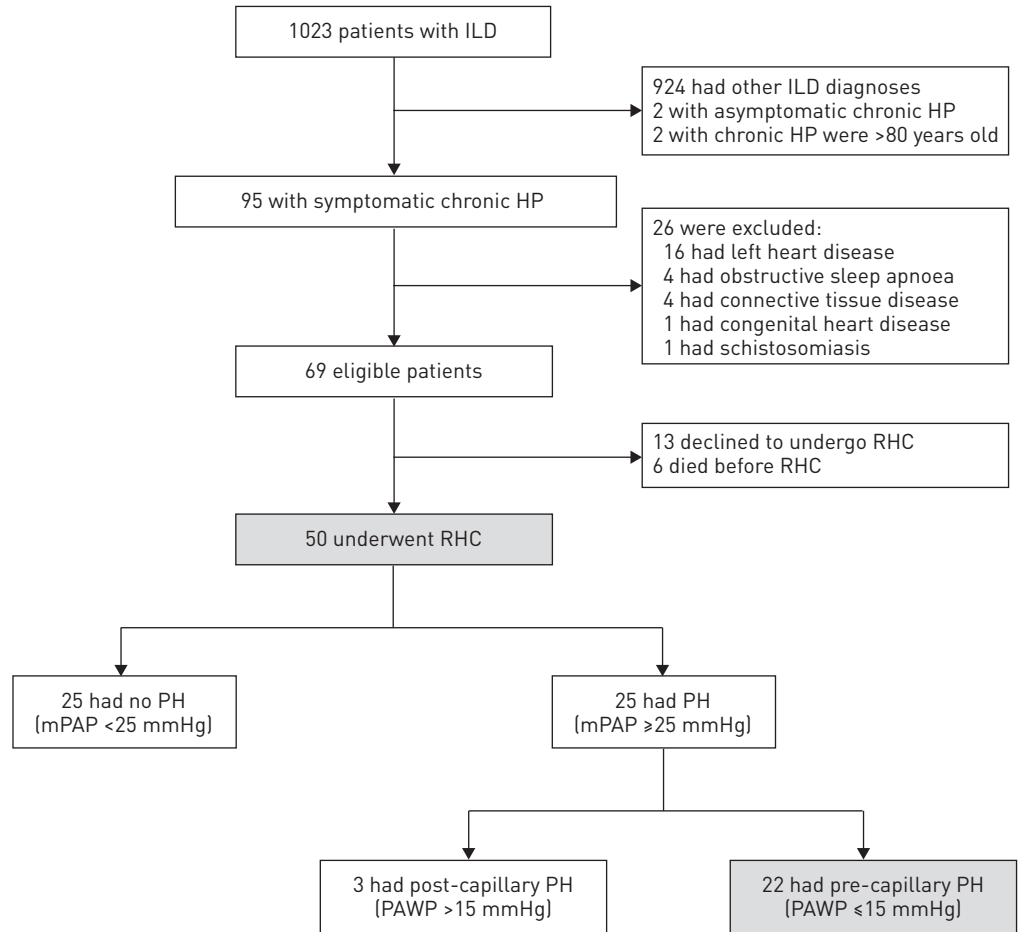 1023 patients with ILD
924 had other ILD diagnoses
2 with asymptomatic chronic HP
2 with chronic HP were >80 years old
95 with symptomatic chronic HP
26 were excluded:
16 had left heart disease
4 had obstructive sleep apnoea
4 had connective tissue disease
1 had congenital heart disease
1 had schistosomiasis
69 eligible patients
13 declined to undergo RHC
6 died before RHC
50 underwent RHC
25 had no PH
(mPAP <25 mmHg)
25 had PH
(mPAP ⩾25 mmHg)
3 had post-capillary PH
(PAWP >15 mmHg)
22 had pre-capillary PH
(PAWP ⩽15 mmHg)